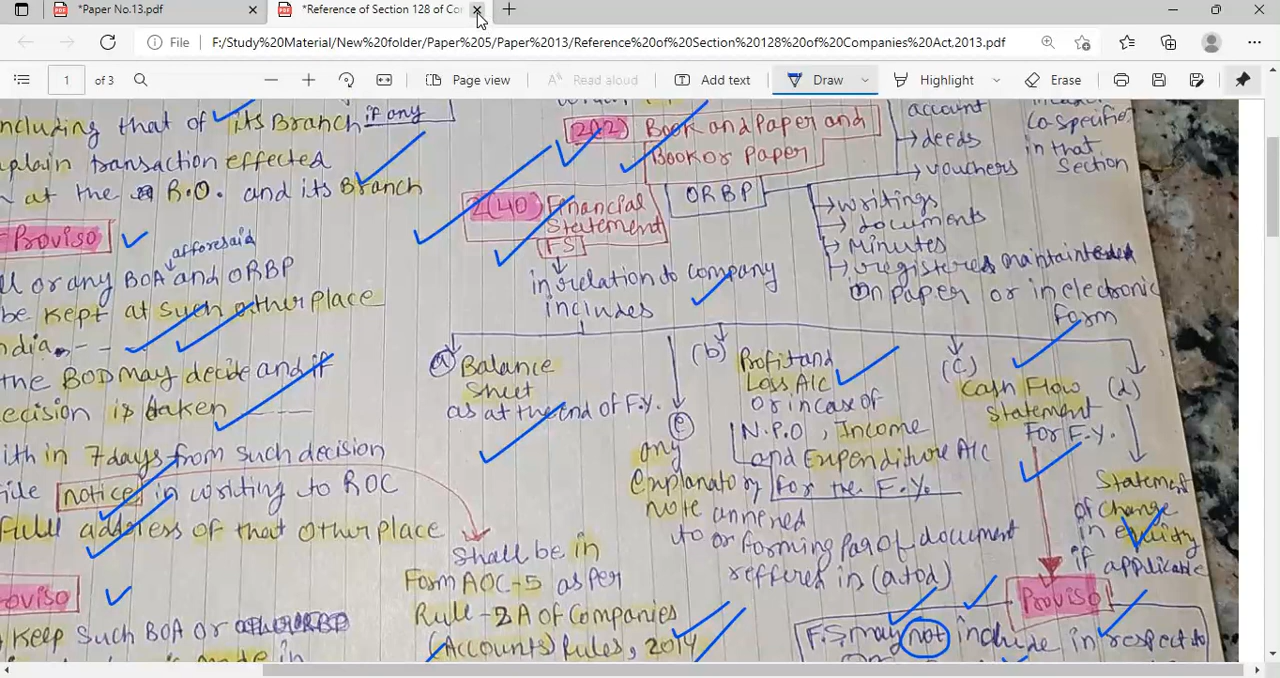 *Paper No.13.pdf
*Reference of Section 128 of Co
File
F:/Study%20Material/New%20folder/Paper%205/Paper%2013/Reference%20of%20Section%20128%20of%20Companies%20Act,2013.pdf
1 of 3
Page view
Read aloud
Add text
Draw
Highlight
Erase
ncluding that of its Branch if any
plain transaction effected
n at the R.O. and its Branch
Proviso
afforesaid
ll or any BOA and ORBP
be kept at such other place
ndia
the BOD may decide and if
ecision is taken
ith in 7 days from such decision
file notice in writing to ROC
full address of that other place
oviso
keep such BOA or
Shall be in
Form AOC-5 as per
Rule-2A of Companies
(Accounts) Rules, 2014
Book and Paper and
Book or Paper
2(40) Financial
Statement
(FS)
ORBP
account
→deeds
→vouchers
Co-specifie
in that
Section
→writings
→documents
→Minutes
→registeres maintained
on paper or in electronic
form
in relation to company
includes
(a) Balance
Sheet
as at the end of F.Y.
(b) Profit and
Loss A/c
or in case of
N.P.O, Income
and Expenditure A/C
for the F.Y.
(c) Cash Flow
Statement
for F.Y.
(d)
Statement
of change
in equity
if applicable
(e)
any
Explanatory
note annexed
to or forming Par of document
reffered in (a to d)
Proviso
F.S may not include in respect to